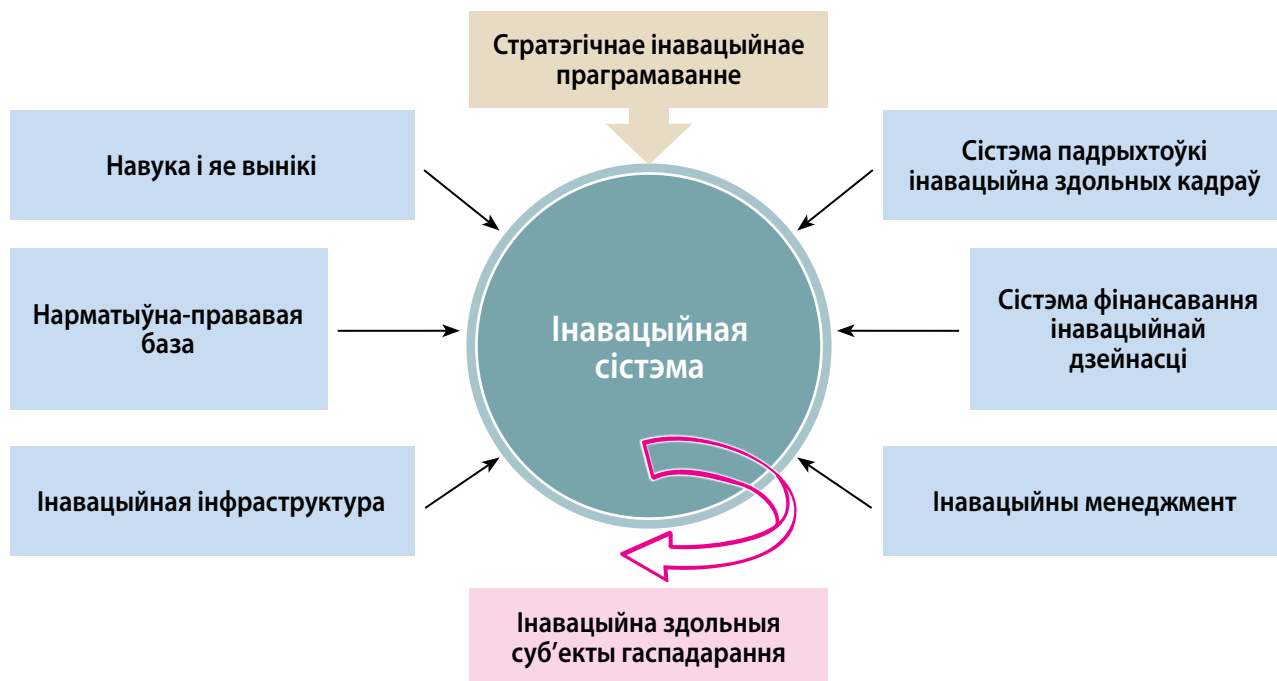 Стратэгічнае інавацыйнае
праграмаванне
Навука і яе вынікі
Сістэма падрыхтоўкі
інавацыйна здольных кадраў
Нарматыўна-прававая
база
Інавацыйная
сістэма
Сістэма фінансавання
інавацыйнай
дзейнасці
Інавацыйная інфраструктура
Інавацыйны менеджмент
Інавацыйна здольныя
суб’екты гаспадарання